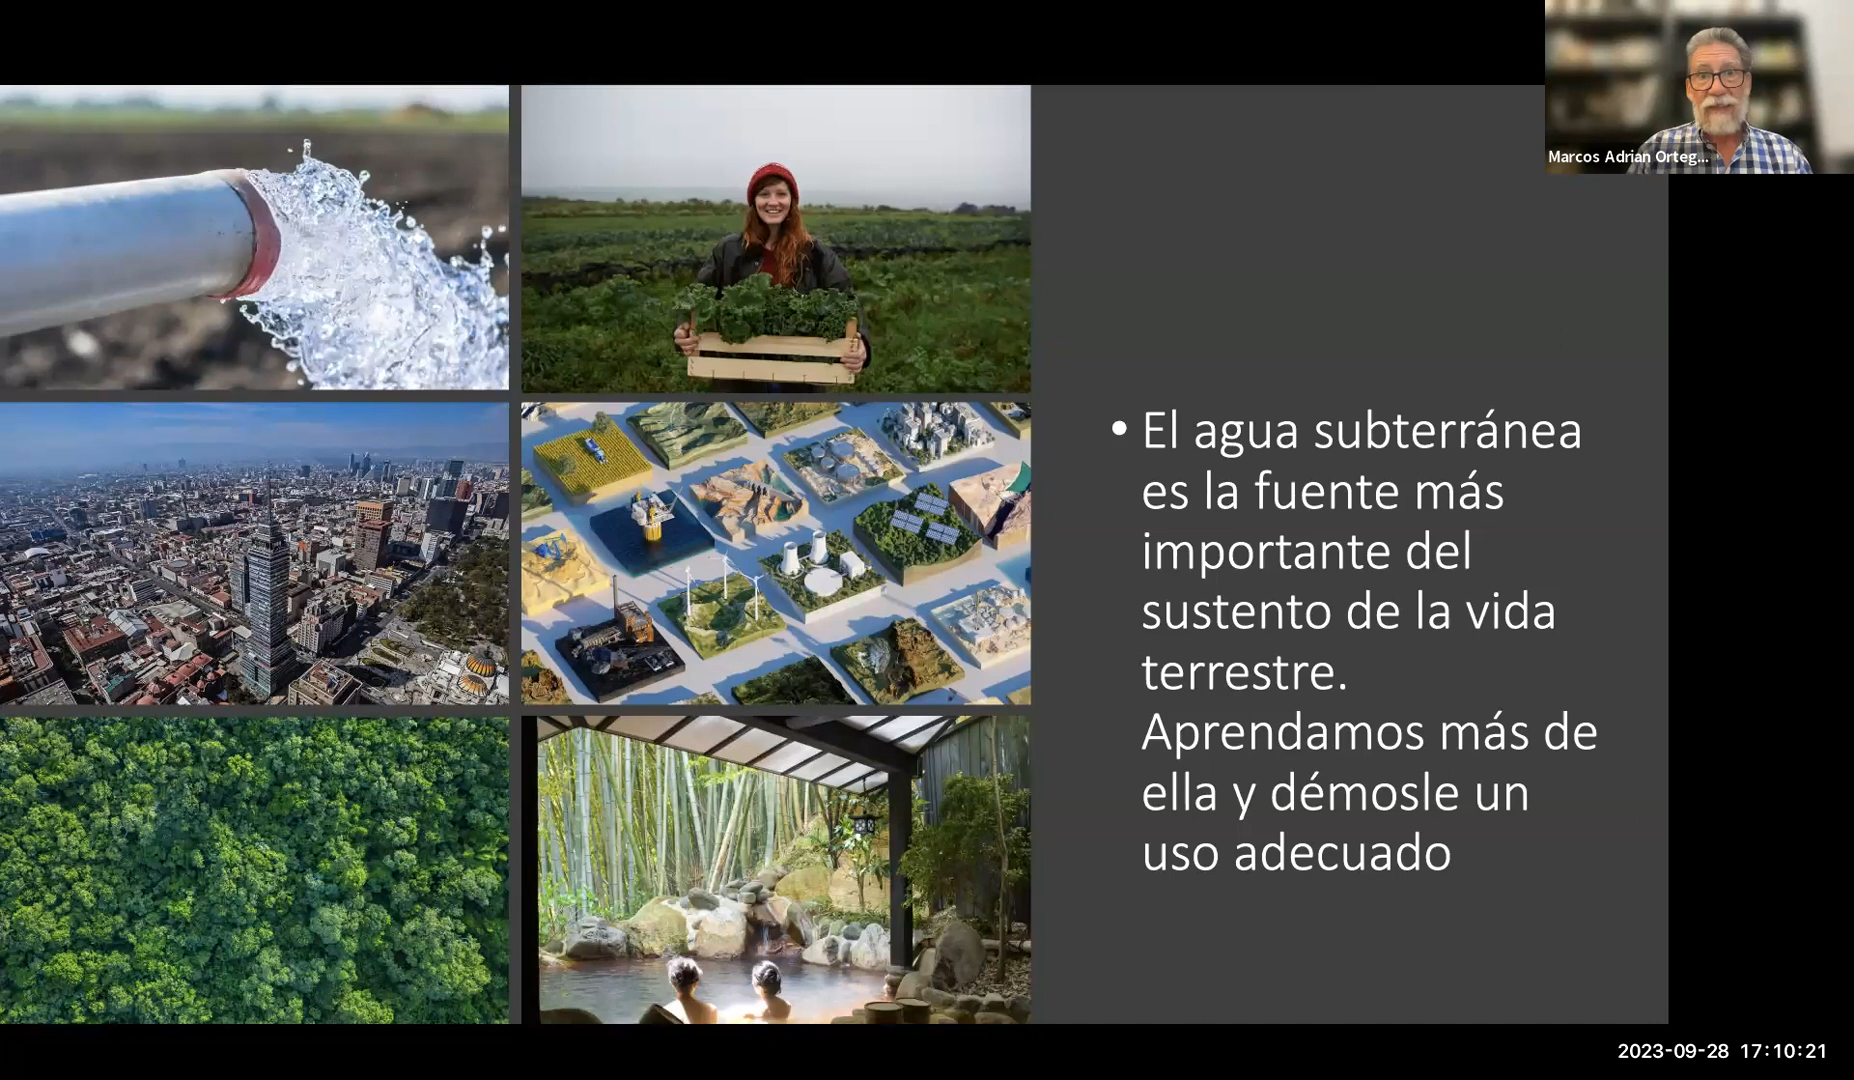 Marcos Adrian Orteg...
• El agua subterránea
es la fuente más
importante del
sustento de la vida
terrestre.
Aprendamos más de
ella y démosle un
uso adecuado
2023-09-28 17:10:21